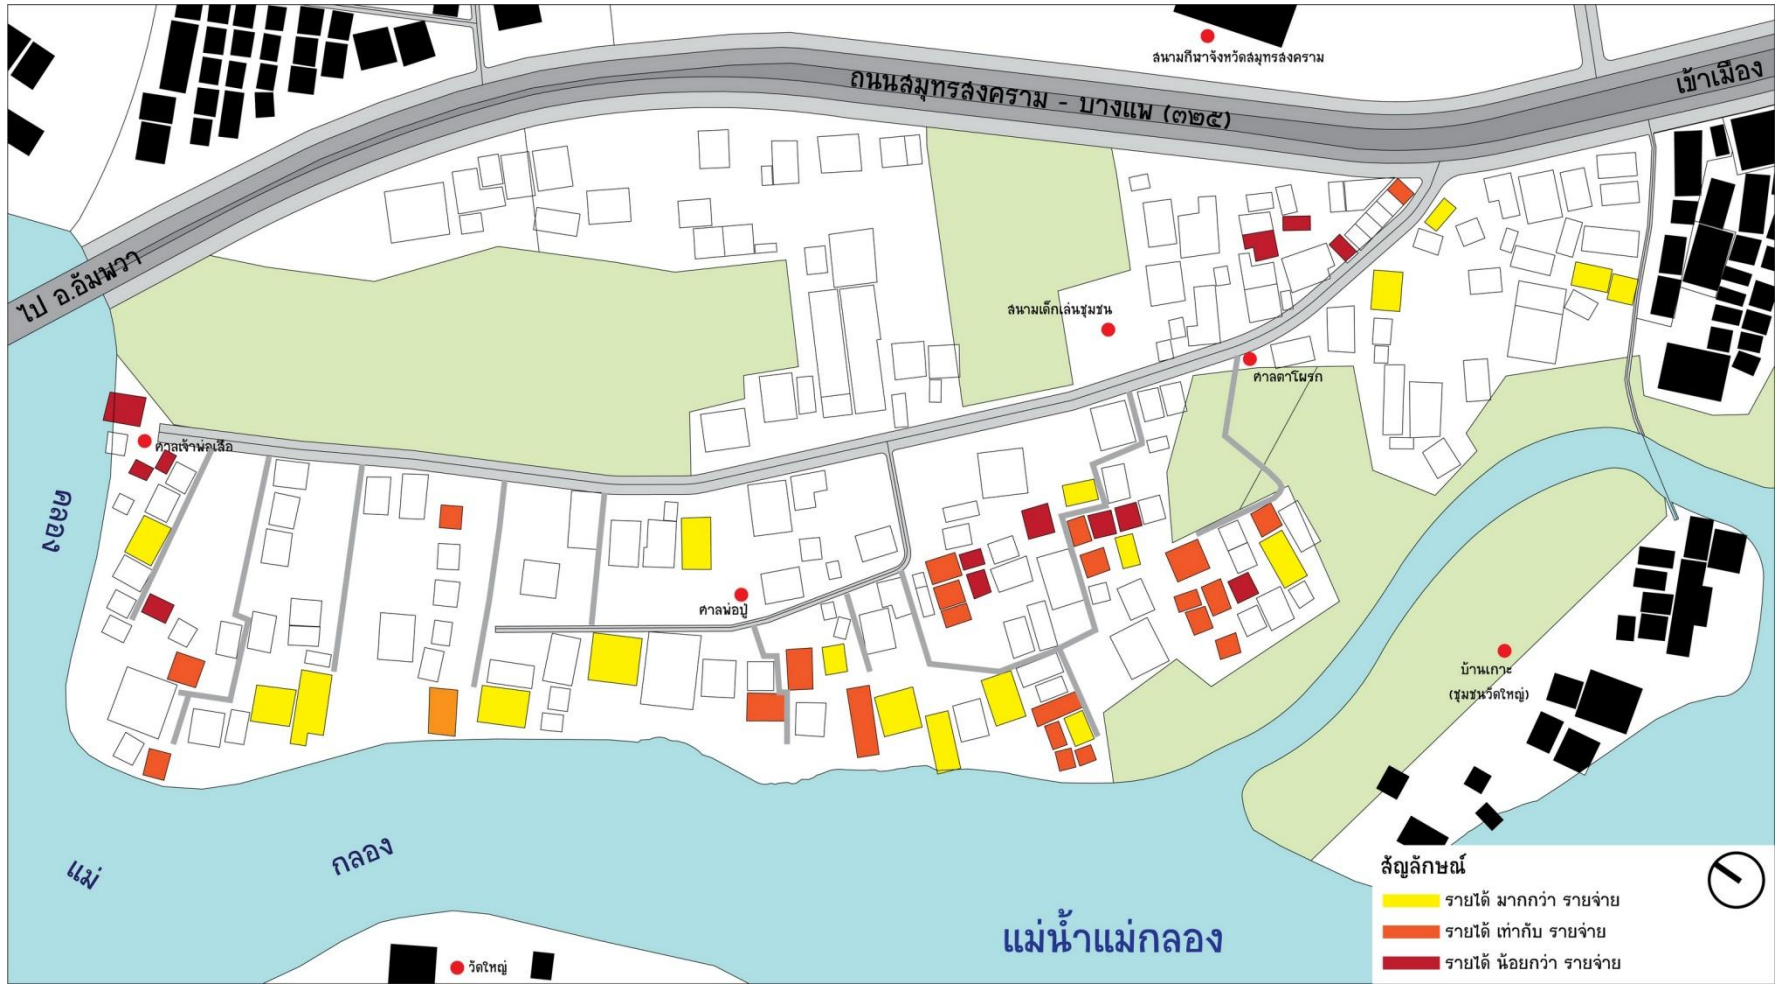 สนามกีฬาจังหวัดสมุทรสงคราม
ถนนสมุทรสงคราม - บางแพ (๓๒๕)
เข้าเมือง
ไป อ.อัมพวา
สนามเด็กเล่นชุมชน
ศาลตาโผรก
ศาลเจ้าพ่อเสือ
คลอง
ศาลพ่อปู่
บ้านเกาะ
(ชุมชนวัดใหญ่)
แม่
กลอง
แม่น้ำแม่กลอง
วัดใหญ่
สัญลักษณ์
รายได้ มากกว่า รายจ่าย
รายได้ เท่ากับ รายจ่าย
รายได้ น้อยกว่า รายจ่าย